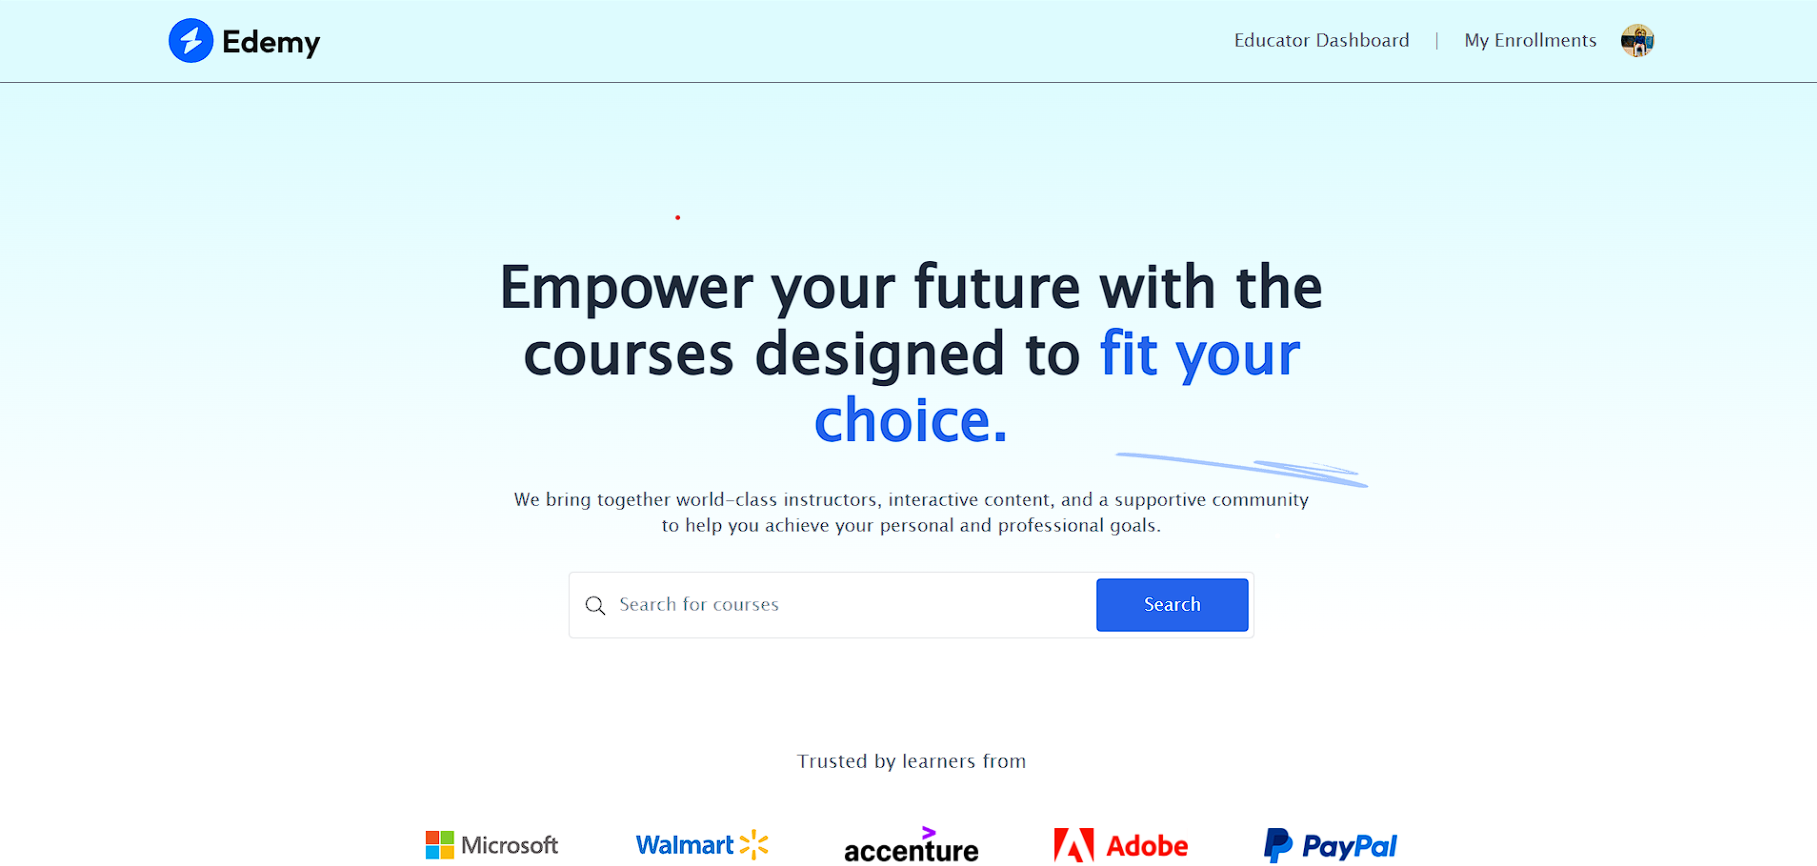 Edemy
Educator Dashboard | My Enrollments
Empower your future with the
courses designed to fit your
choice.
We bring together world-class instructors, interactive content, and a supportive community
to help you achieve your personal and professional goals.
Search for courses
Search
Trusted by learners from
Microsoft
Walmart
accenture
Adobe
PayPal